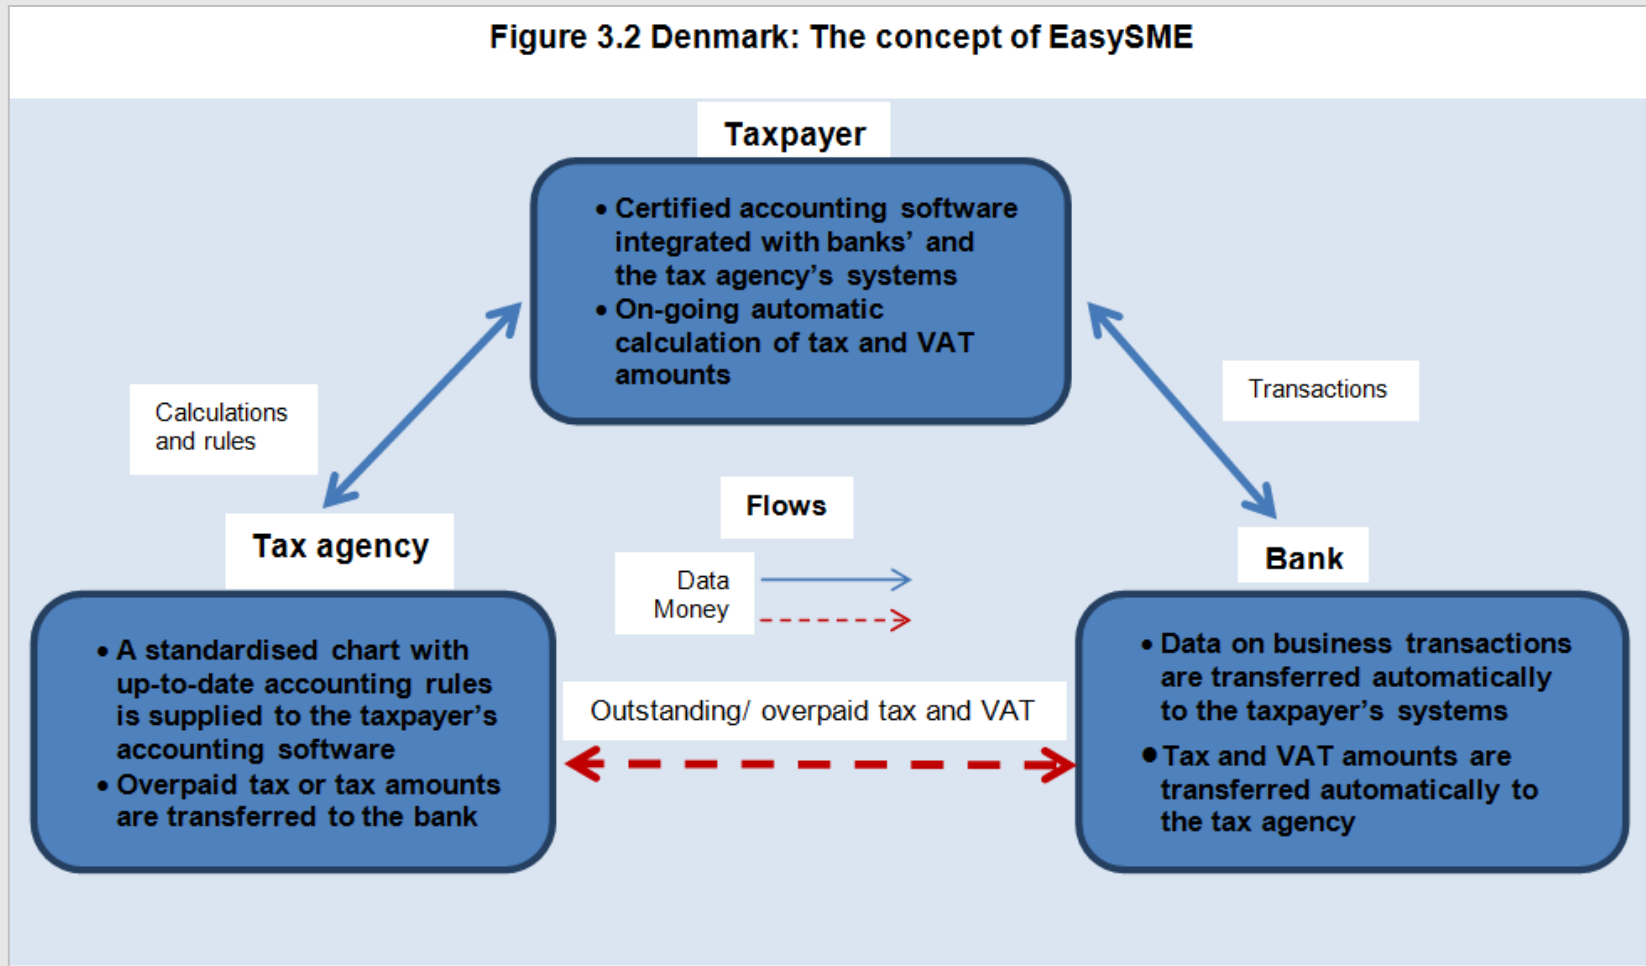 Figure 3.2 Denmark: The concept of EasySME
Taxpayer
• Certified accounting software
integrated with banks’ and
the tax agency’s systems
• On-going automatic
calculation of tax and VAT
amounts
Calculations
and rules
Transactions
Flows
Data
Money
Tax agency
• A standardised chart with
up-to-date accounting rules
is supplied to the taxpayer’s
accounting software
• Overpaid tax or tax amounts
are transferred to the bank
Outstanding/ overpaid tax and VAT
Bank
• Data on business transactions
are transferred automatically
to the taxpayer’s systems
• Tax and VAT amounts are
transferred automatically to
the tax agency